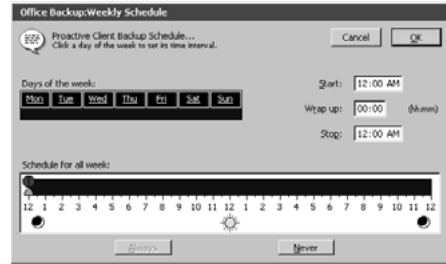 Office Backup:Weekly Schedule
Proactive Client Backup Schedule...
Click a day of the week to set its time interval.
Cancel
OK
Days of the week:
Mon Tue Wed Thu Fri Sat Sun
Start: 12:00 AM
Wrap up: 00:00 (hh:mm)
Stop: 12:00 AM
Schedule for all week:
12 1 2 3 4 5 6 7 8 9 10 11 12 1 2 3 4 5 6 7 8 9 10 11 12
Always
Never